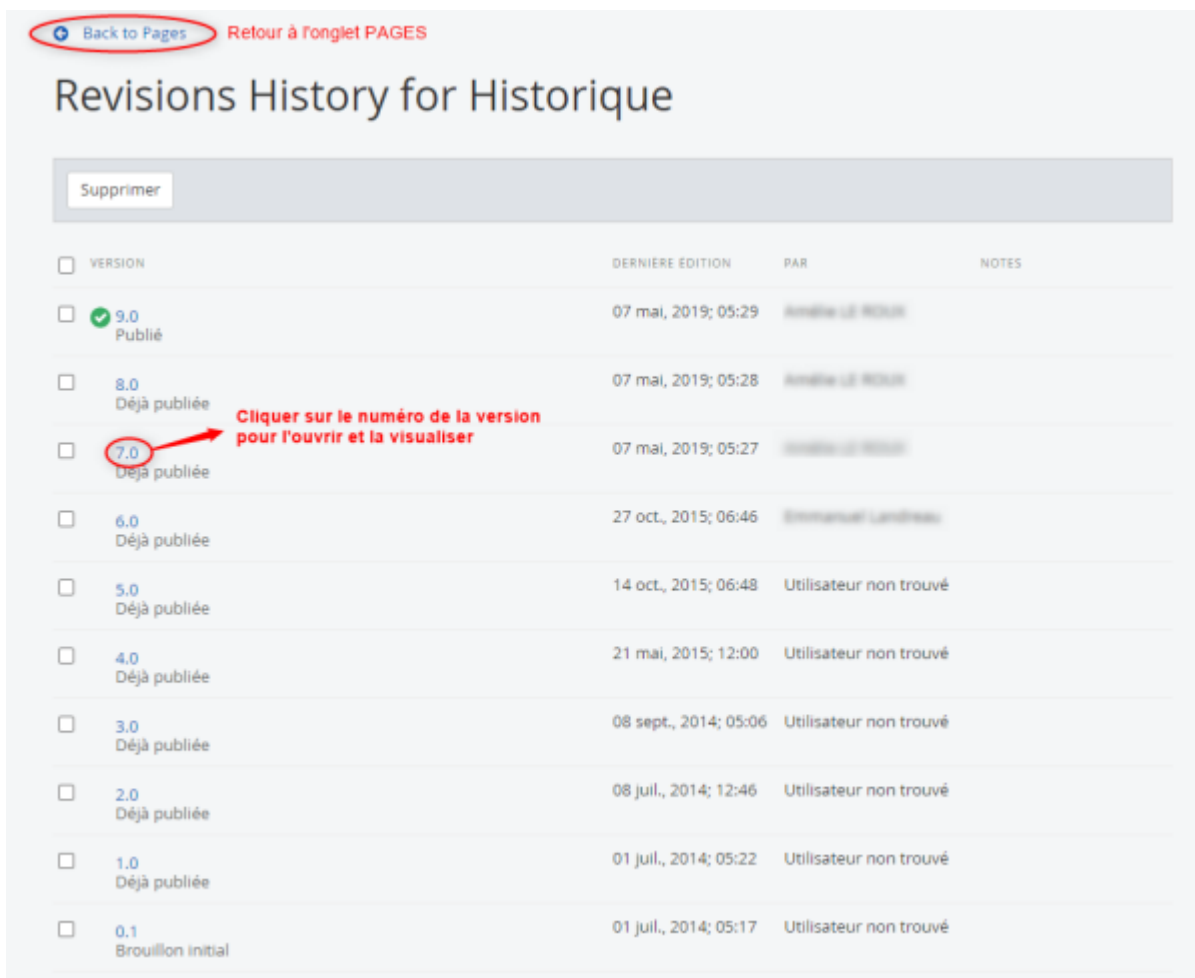 Back to Pages Retour à l'onglet PAGES
Revisions History for Historique
Supprimer
VERSION DERNIÈRE ÉDITION PAR NOTES
9.0 07 mai, 2019; 05:29
Publié
8.0 07 mai, 2019; 05:28
Déjà publiée
Cliquer sur le numéro de la version
pour l'ouvrir et la visualiser
7.0 07 mai, 2019; 05:27
Déjà publiée
6.0 27 oct., 2015; 06:46
Déjà publiée
5.0 14 oct., 2015; 06:48 Utilisateur non trouvé
Déjà publiée
4.0 21 mai, 2015; 12:00 Utilisateur non trouvé
Déjà publiée
3.0 08 sept., 2014; 05:06 Utilisateur non trouvé
Déjà publiée
2.0 08 juil., 2014; 12:46 Utilisateur non trouvé
Déjà publiée
1.0 01 juil., 2014; 05:22 Utilisateur non trouvé
Déjà publiée
0.1 01 juil., 2014; 05:17 Utilisateur non trouvé
Brouillon initial